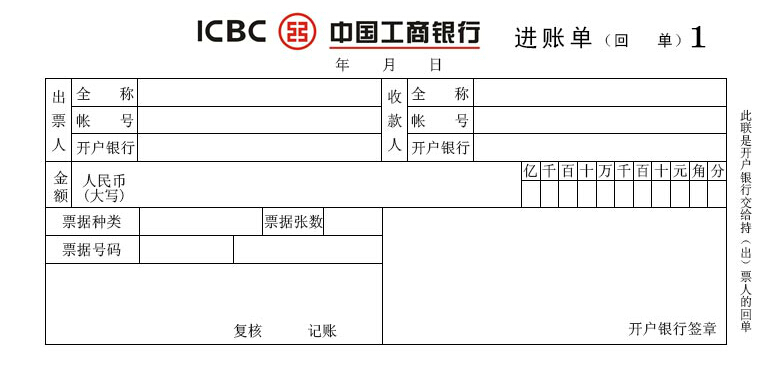 ICBC 中国工商银行 进账单（回 单）1
年 月 日
出票人 全 称 收款人 全 称
帐 号 帐 号
开户银行 开户银行
金额 人民币 亿 千 百 十 万 千 百 十 元 角 分
(大写)
票据种类 票据张数
票据号码
复核 记账 开户银行签章
此联是开户银行交给持（出）票人的回单